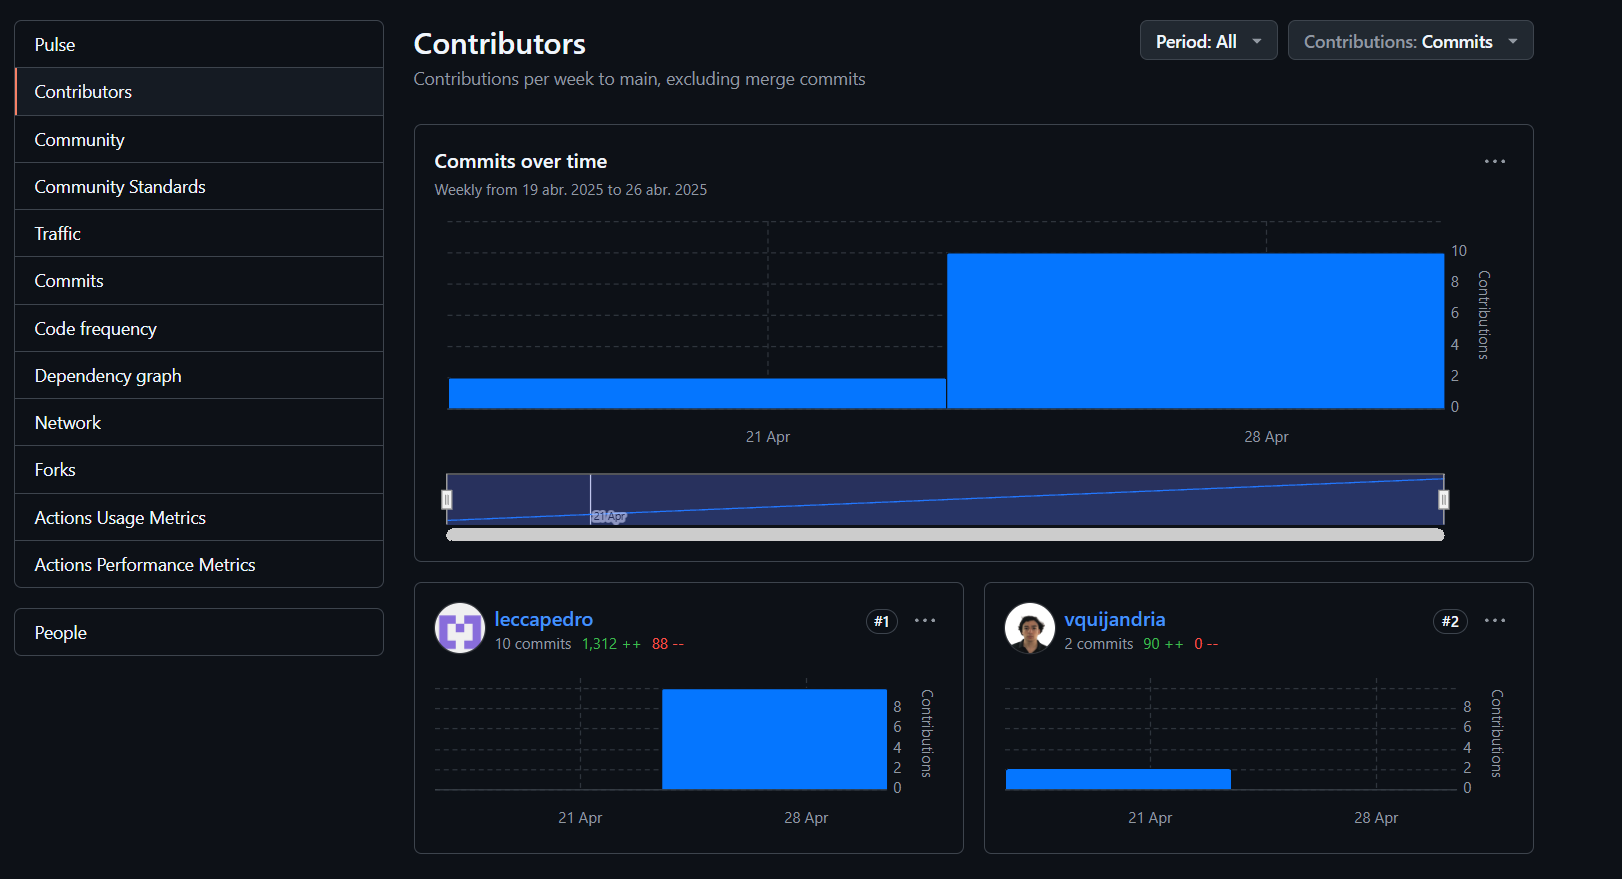 Pulse
Contributors
Community
Community Standards
Traffic
Commits
Code frequency
Dependency graph
Network
Forks
Actions Usage Metrics
Actions Performance Metrics
People
Contributors
Contributions per week to main, excluding merge commits
Period: All
Contributions: Commits
Commits over time
Weekly from 19 abr. 2025 to 26 abr. 2025
10
8
6
4
2
0
Contributions
21 Apr
28 Apr
21 Apr
leccapedro
#1
10 commits 1,312 ++ 88 --
8
6
4
2
0
Contributions
21 Apr
28 Apr
vquijandria
#2
2 commits 90 ++ 0 --
8
6
4
2
0
Contributions
21 Apr
28 Apr